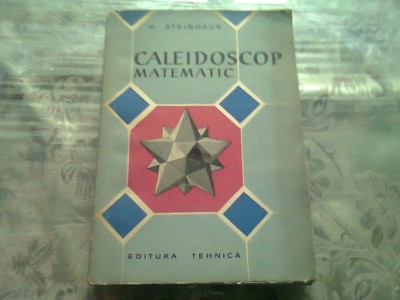 H. STEINHAUS
CALEIDOSCOP
MATEMATIC
EDITURA TEHNICĂ